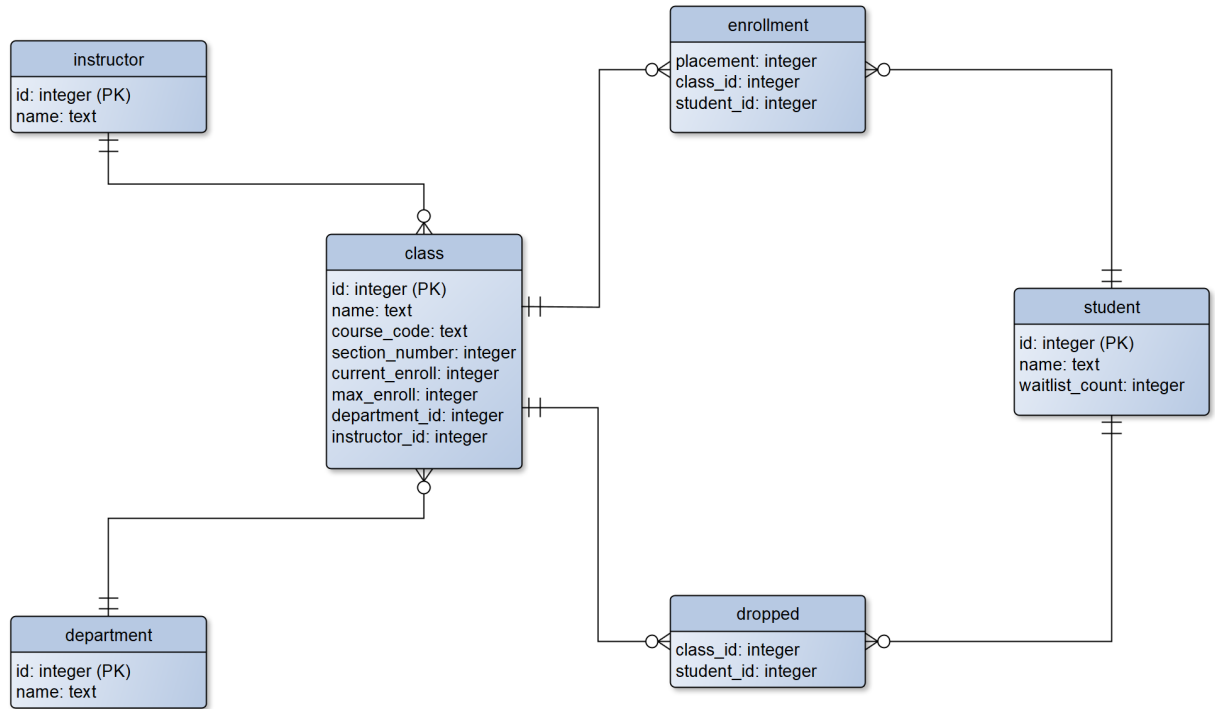 instructor
id: integer (PK)
name: text
enrollment
placement: integer
class_id: integer
student_id: integer
class
id: integer (PK)
name: text
course_code: text
section_number: integer
current_enroll: integer
max_enroll: integer
department_id: integer
instructor_id: integer
student
id: integer (PK)
name: text
waitlist_count: integer
department
id: integer (PK)
name: text
dropped
class_id: integer
student_id: integer